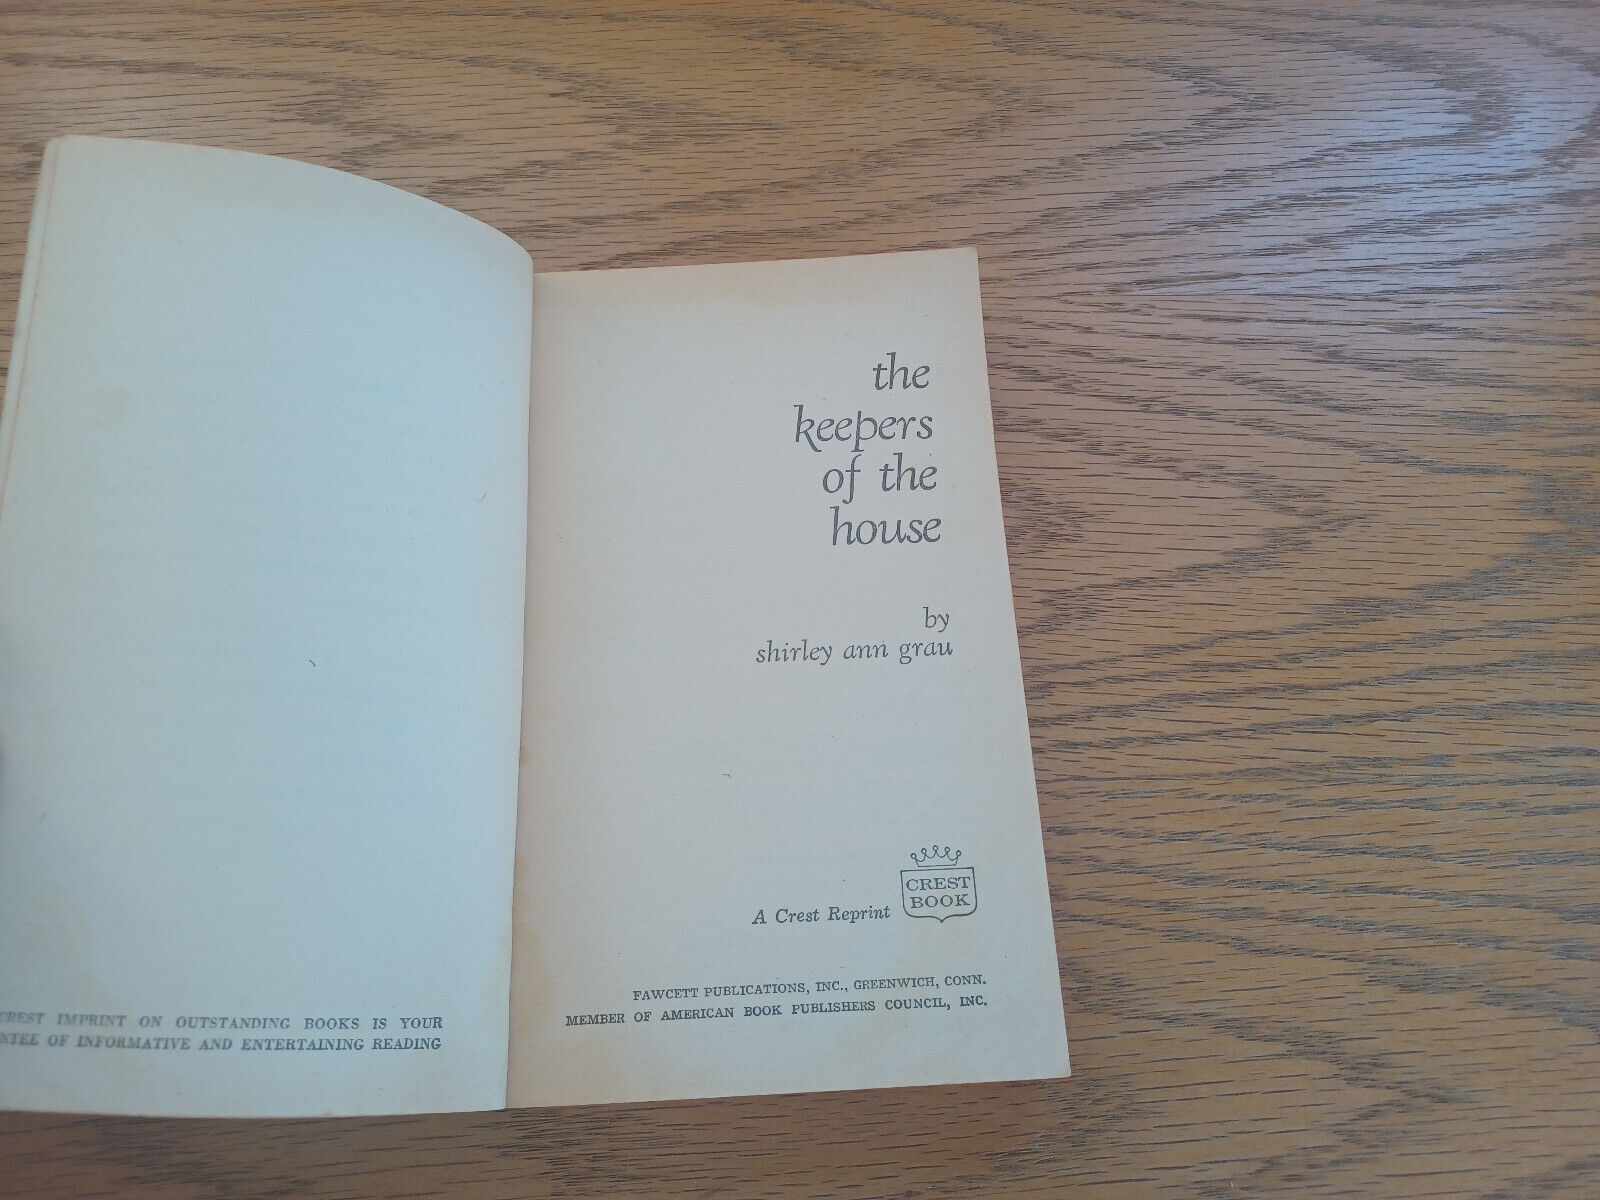 CREST IMPRINT ON OUTSTANDING BOOKS IS YOUR
OF INFORMATIVE AND ENTERTAINING READING
the
keepers
of the
house
by
shirley ann grau
A Crest Reprint
CREST
BOOK
FAWCETT PUBLICATIONS, INC., GREENWICH, CONN.
MEMBER OF AMERICAN BOOK PUBLISHERS COUNCIL, INC.